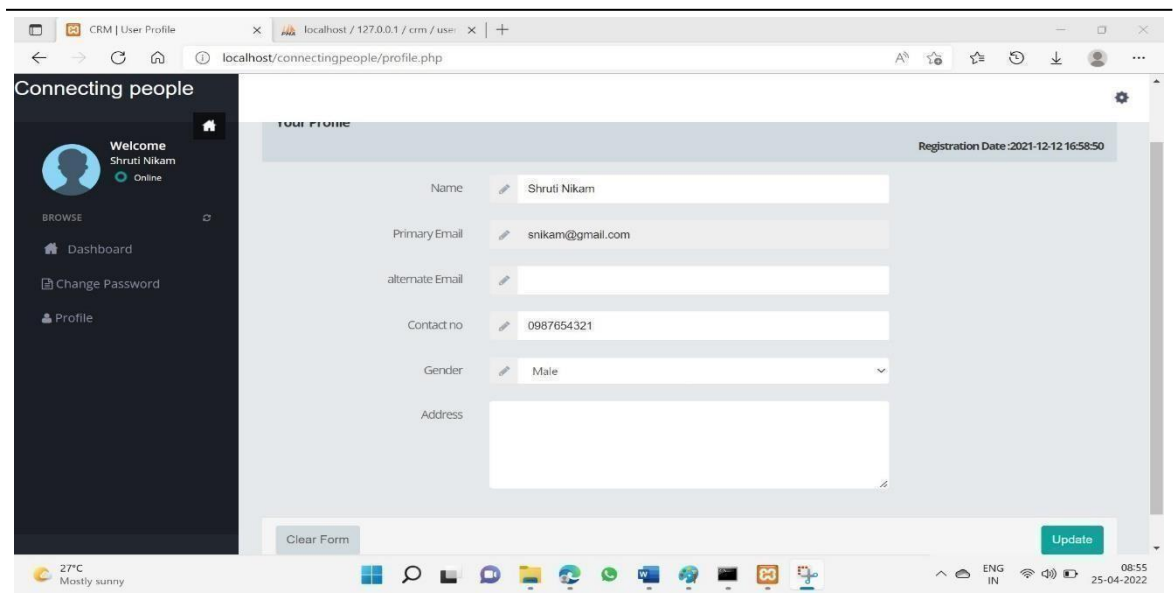 CRM | User Profile
localhost / 127.0.0.1 / crm / user
localhost/connectingpeople/profile.php
Connecting people
Your Profile
Registration Date :2021-12-12 16:58:50
Welcome
Shruti Nikam
Online
BROWSE
Dashboard
Change Password
Profile
Name
Shruti Nikam
Primary Email
snikam@gmail.com
alternate Email
Contact no
0987654321
Gender
Male
Address
Clear Form
Update
27°C
Mostly sunny
ENG
IN
08:55
25-04-2022